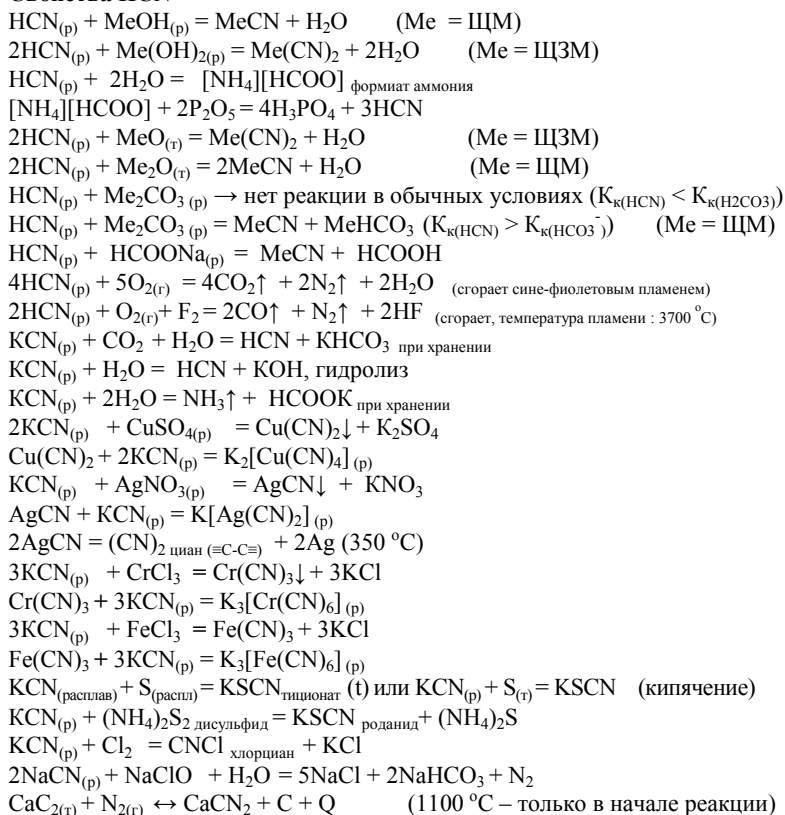 HCN(р) + MeOH(р) = MeCN + H₂O (Me = ЩМ)
2HCN(р) + Me(OH)₂(р) = Me(CN)₂ + 2H₂O (Me = ЩЗМ)
HCN(р) + 2H₂O = [NH₄][HCOO] формиат аммония
[NH₄][HCOO] + 2P₂O₅ = 4H₃PO₄ + 3HCN
2HCN(р) + MeO(т) = Me(CN)₂ + H₂O (Me = ЩЗМ)
2HCN(р) + Me₂O(т) = 2MeCN + H₂O (Me = ЩМ)
HCN(р) + Me₂CO₃ (р) → нет реакции в обычных условиях (Kк(HCN) < Kк(H2CO3))
HCN(р) + Me₂CO₃ (р) = MeCN + MeHCO₃ (Kк(HCN) > Kк(HCO3⁻)) (Me = ЩМ)
HCN(р) + HCOONa(р) = MeCN + HCOOH
4HCN(р) + 5O₂(г) = 4CO₂↑ + 2N₂↑ + 2H₂O (сгорает сине-фиолетовым пламенем)
2HCN(р) + O₂(г)+ F₂ = 2CO↑ + N₂↑ + 2HF (сгорает, температура пламени : 3700 °С)
KCN(р) + CO₂ + H₂O = HCN + KHCO₃ при хранении
KCN(р) + H₂O = HCN + KOH, гидролиз
KCN(р) + 2H₂O = NH₃↑ + HCOOK при хранении
2KCN(р) + CuSO₄(р) = Cu(CN)₂↓ + K₂SO₄
Cu(CN)₂ + 2KCN(р) = K₂[Cu(CN)₄] (р)
KCN(р) + AgNO₃(р) = AgCN↓ + KNO₃
AgCN + KCN(р) = K[Ag(CN)₂] (р)
2AgCN = (CN)₂ циан (≡C-C≡) + 2Ag (350 °C)
3KCN(р) + CrCl₃ = Cr(CN)₃↓ + 3KCl
Cr(CN)₃ + 3KCN(р) = K₃[Cr(CN)₆] (р)
3KCN(р) + FeCl₃ = Fe(CN)₃ + 3KCl
Fe(CN)₃ + 3KCN(р) = K₃[Fe(CN)₆] (р)
KCN(расплав) + S(распл) = KSCNтиционат (t) или KCN(р) + S(т) = KSCN (кипячение)
KCN(р) + (NH₄)₂S₂ дисульфид = KSCN роданид + (NH₄)₂S
KCN(р) + Cl₂ = CNCl хлорциан + KCl
2NaCN(р) + NaClO + H₂O = 5NaCl + 2NaHCO₃ + N₂
CaC₂(т) + N₂(г) ↔ CaCN₂ + C + Q (1100 °C – только в начале реакции)